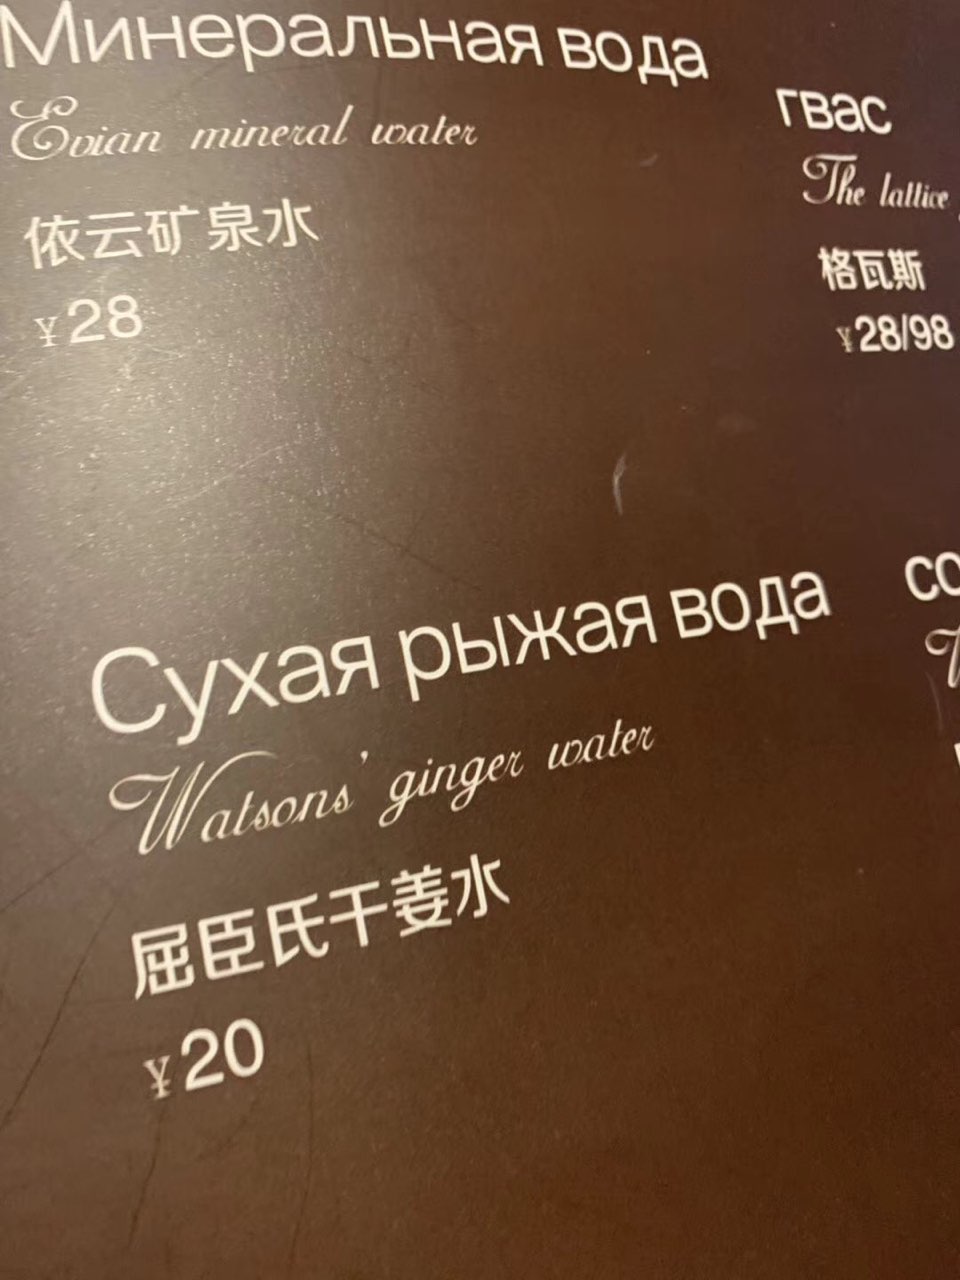 Минеральная вода
Evian mineral water
依云矿泉水
¥28
гвас
The lattice
格瓦斯
¥28/98
Сухая рыжая вода
Watsons' ginger water
屈臣氏干姜水
¥20
со